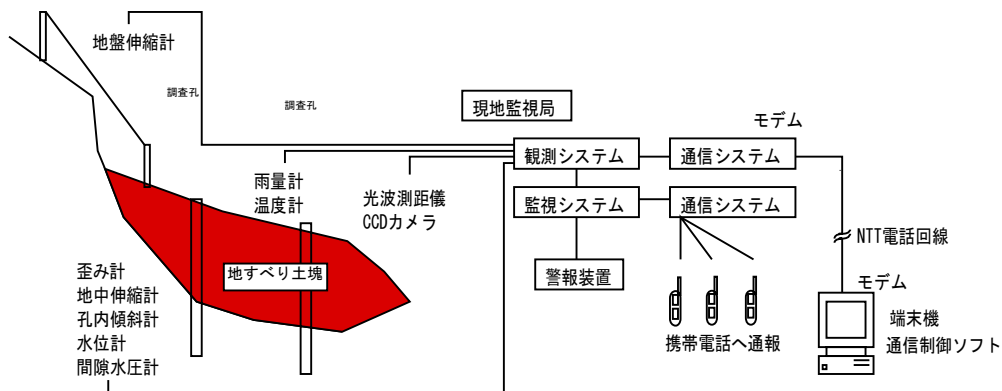 地盤伸縮計
調査孔
調査孔
現地監視局
モデム
観測システム
通信システム
雨量計
温度計
光波測距儀
CCDカメラ
監視システム
通信システム
NTT電話回線
地すべり土塊
警報装置
歪み計
地中伸縮計
孔内傾斜計
水位計
間隙水圧計
携帯電話へ通報
モデム
端末機
通信制御ソフト